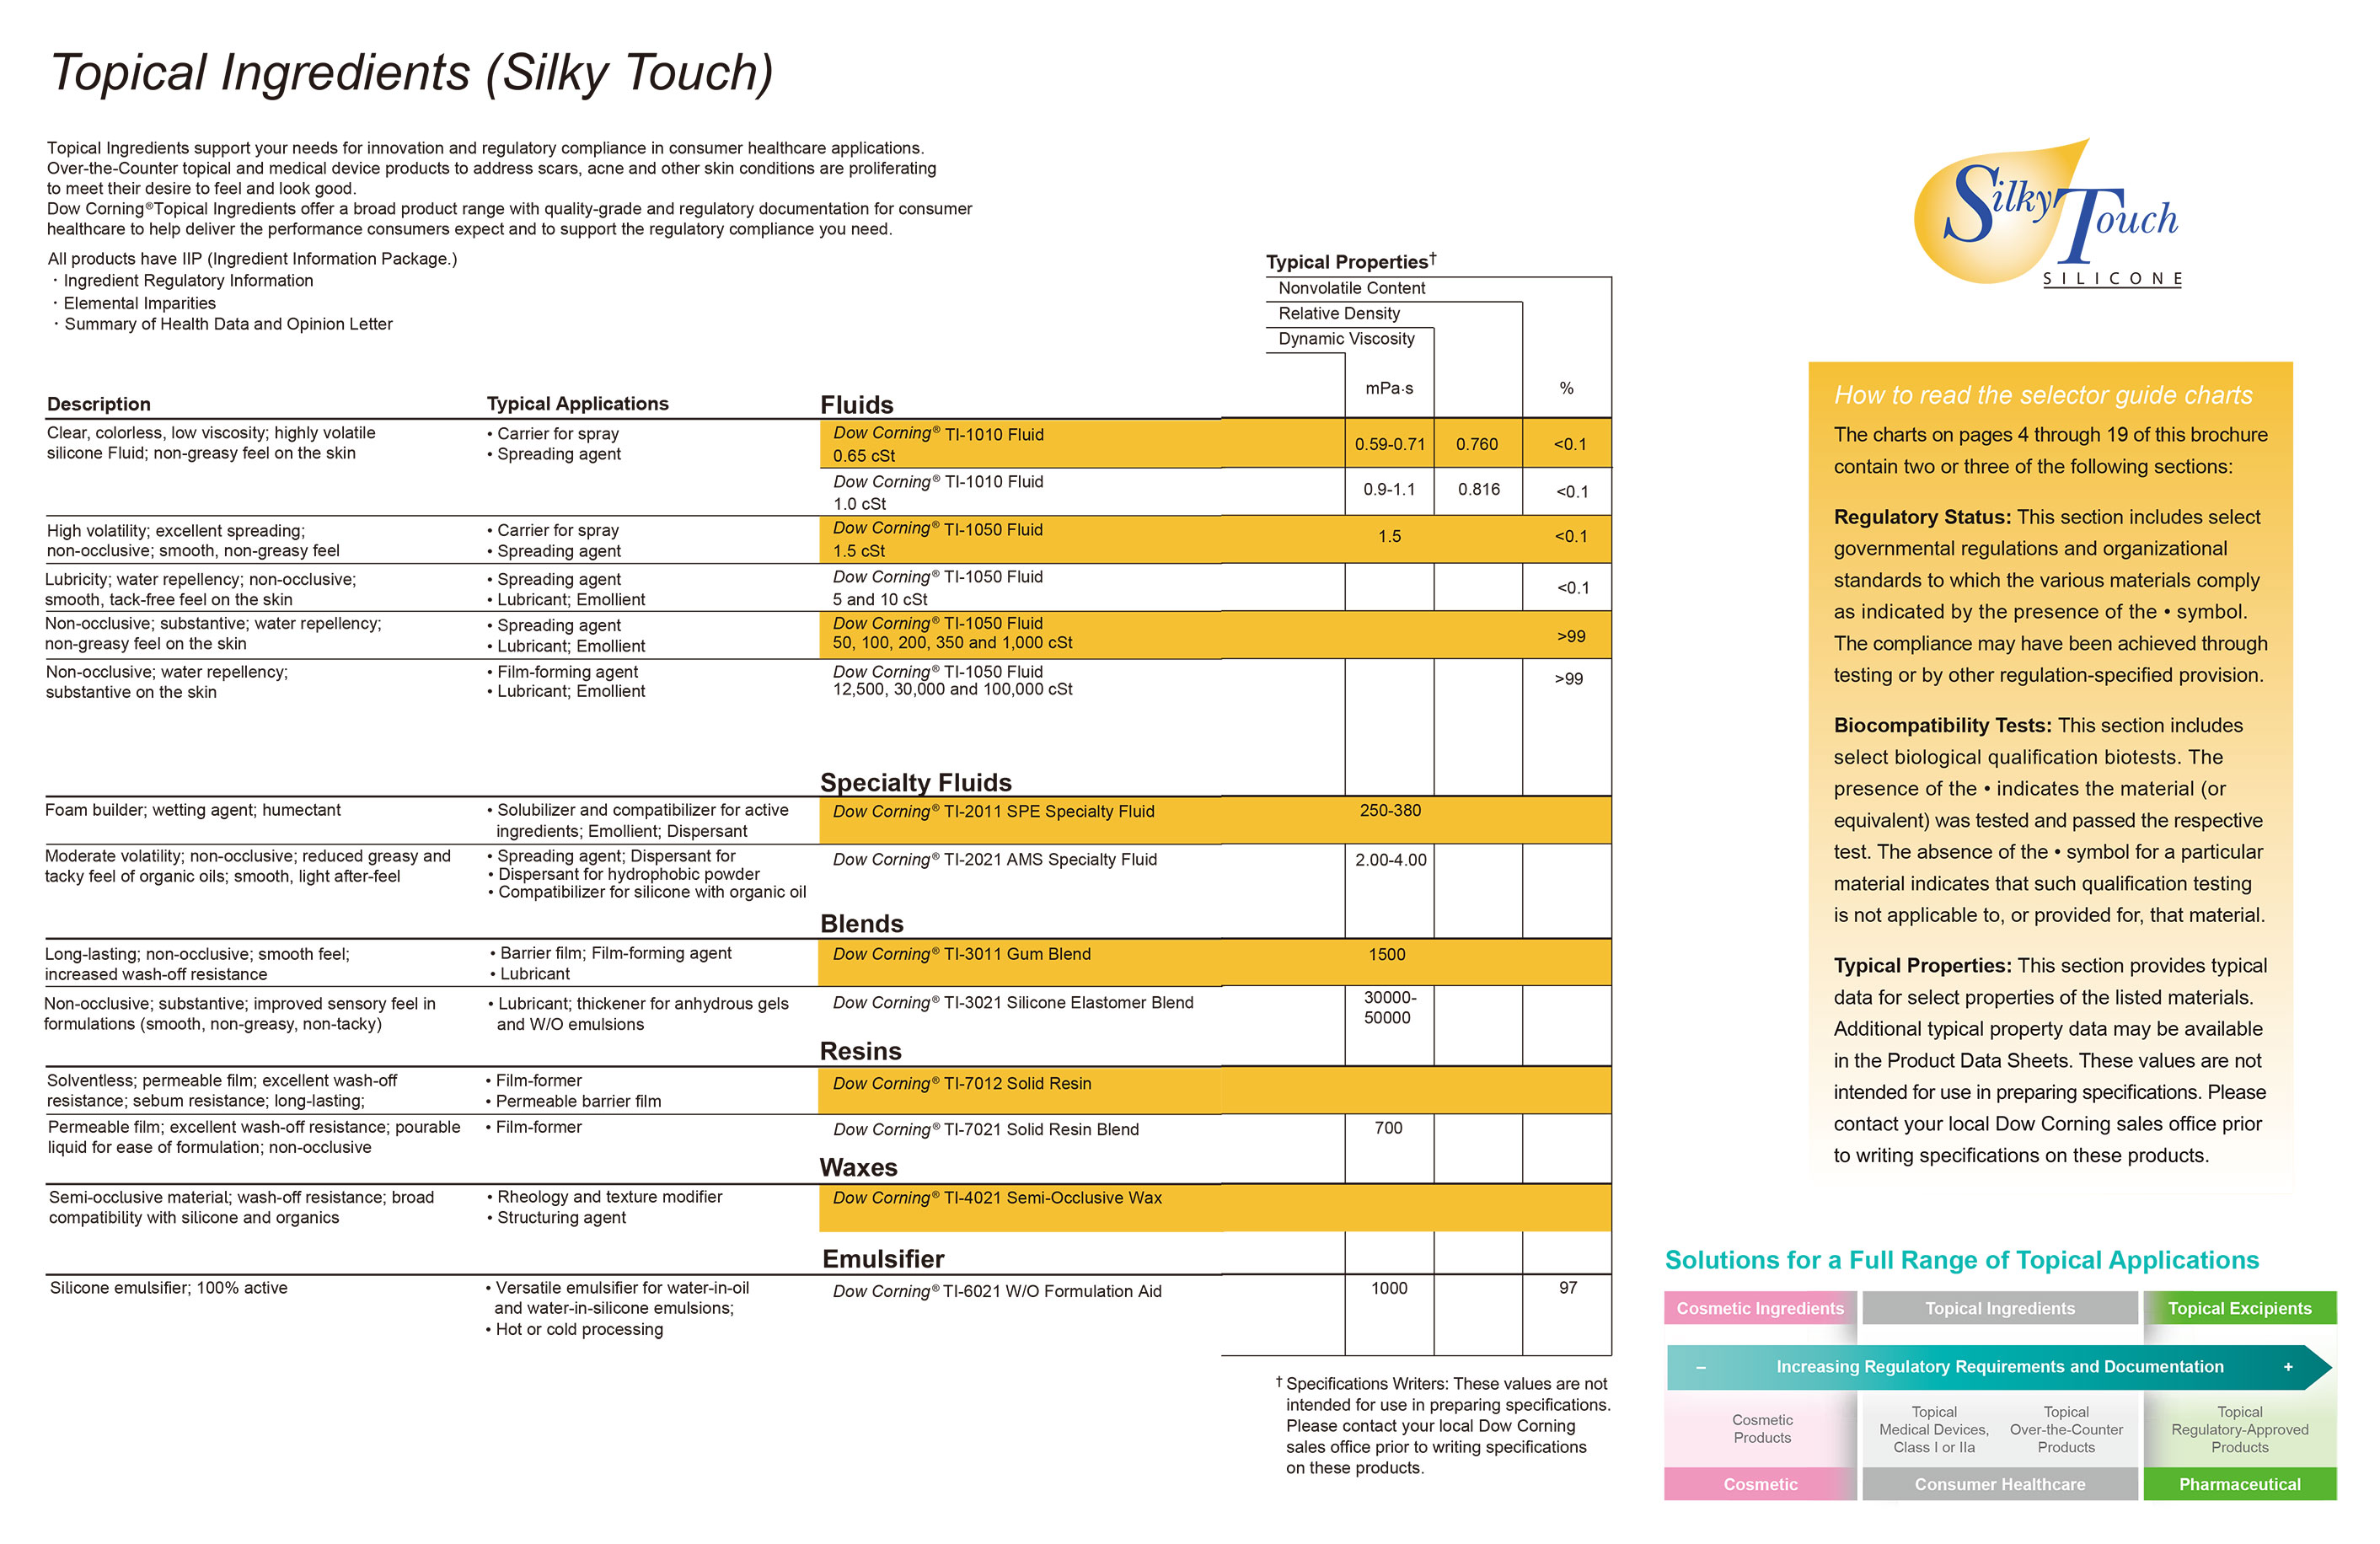 Topical Ingredients (Silky Touch)
Topical Ingredients support your needs for innovation and regulatory compliance in consumer healthcare applications.
Over-the-Counter topical and medical device products to address scars, acne and other skin conditions are proliferating
to meet their desire to feel and look good.
Dow Corning®Topical Ingredients offer a broad product range with quality-grade and regulatory documentation for consumer
healthcare to help deliver the performance consumers expect and to support the regulatory compliance you need.
All products have IIP (Ingredient Information Package.)
・Ingredient Regulatory Information
・Elemental Imparities
・Summary of Health Data and Opinion Letter
Typical Properties†
Nonvolatile Content
Relative Density
Dynamic Viscosity
mPa·s %
Description Typical Applications Fluids
Clear, colorless, low viscosity; highly volatile
silicone Fluid; non-greasy feel on the skin
• Carrier for spray
• Spreading agent
Dow Corning® TI-1010 Fluid
0.65 cSt
0.59-0.71 0.760 <0.1
Dow Corning® TI-1010 Fluid
1.0 cSt
0.9-1.1 0.816 <0.1
High volatility; excellent spreading;
non-occlusive; smooth, non-greasy feel
• Carrier for spray
• Spreading agent
Dow Corning® TI-1050 Fluid
1.5 cSt
1.5 <0.1
Lubricity; water repellency; non-occlusive;
smooth, tack-free feel on the skin
• Spreading agent
• Lubricant; Emollient
Dow Corning® TI-1050 Fluid
5 and 10 cSt
<0.1
Non-occlusive; substantive; water repellency;
non-greasy feel on the skin
• Spreading agent
• Lubricant; Emollient
Dow Corning® TI-1050 Fluid
50, 100, 200, 350 and 1,000 cSt
>99
Non-occlusive; water repellency;
substantive on the skin
• Film-forming agent
• Lubricant; Emollient
Dow Corning® TI-1050 Fluid
12,500, 30,000 and 100,000 cSt
>99
Specialty Fluids
Foam builder; wetting agent; humectant
• Solubilizer and compatibilizer for active
ingredients; Emollient; Dispersant
Dow Corning® TI-2011 SPE Specialty Fluid
250-380
Moderate volatility; non-occlusive; reduced greasy and
tacky feel of organic oils; smooth, light after-feel
• Spreading agent; Dispersant for
• Dispersant for hydrophobic powder
• Compatibilizer for silicone with organic oil
Dow Corning® TI-2021 AMS Specialty Fluid
2.00-4.00
Blends
Long-lasting; non-occlusive; smooth feel;
increased wash-off resistance
• Barrier film; Film-forming agent
• Lubricant
Dow Corning® TI-3011 Gum Blend
1500
Non-occlusive; substantive; improved sensory feel in
formulations (smooth, non-greasy, non-tacky)
• Lubricant; thickener for anhydrous gels
and W/O emulsions
Dow Corning® TI-3021 Silicone Elastomer Blend
30000-
50000
Resins
Solventless; permeable film; excellent wash-off
resistance; sebum resistance; long-lasting;
• Film-former
• Permeable barrier film
Dow Corning® TI-7012 Solid Resin
Permeable film; excellent wash-off resistance; pourable
liquid for ease of formulation; non-occlusive
• Film-former
Dow Corning® TI-7021 Solid Resin Blend
700
Waxes
Semi-occlusive material; wash-off resistance; broad
compatibility with silicone and organics
• Rheology and texture modifier
• Structuring agent
Dow Corning® TI-4021 Semi-Occlusive Wax
Emulsifier
Silicone emulsifier; 100% active
• Versatile emulsifier for water-in-oil
and water-in-silicone emulsions;
• Hot or cold processing
Dow Corning® TI-6021 W/O Formulation Aid
1000 97
† Specifications Writers: These values are not
intended for use in preparing specifications.
Please contact your local Dow Corning
sales office prior to writing specifications
on these products.
Silky Touch
SILICONE
How to read the selector guide charts
The charts on pages 4 through 19 of this brochure
contain two or three of the following sections:
Regulatory Status: This section includes select
governmental regulations and organizational
standards to which the various materials comply
as indicated by the presence of the • symbol.
The compliance may have been achieved through
testing or by other regulation-specified provision.
Biocompatibility Tests: This section includes
select biological qualification biotests. The
presence of the • indicates the material (or
equivalent) was tested and passed the respective
test. The absence of the • symbol for a particular
material indicates that such qualification testing
is not applicable to, or provided for, that material.
Typical Properties: This section provides typical
data for select properties of the listed materials.
Additional typical property data may be available
in the Product Data Sheets. These values are not
intended for use in preparing specifications. Please
contact your local Dow Corning sales office prior
to writing specifications on these products.
Solutions for a Full Range of Topical Applications
Cosmetic Ingredients Topical Ingredients Topical Excipients
– Increasing Regulatory Requirements and Documentation +
Cosmetic
Products
Topical
Medical Devices,
Class I or IIa
Topical
Over-the-Counter
Products
Topical
Regulatory-Approved
Products
Cosmetic Consumer Healthcare Pharmaceutical